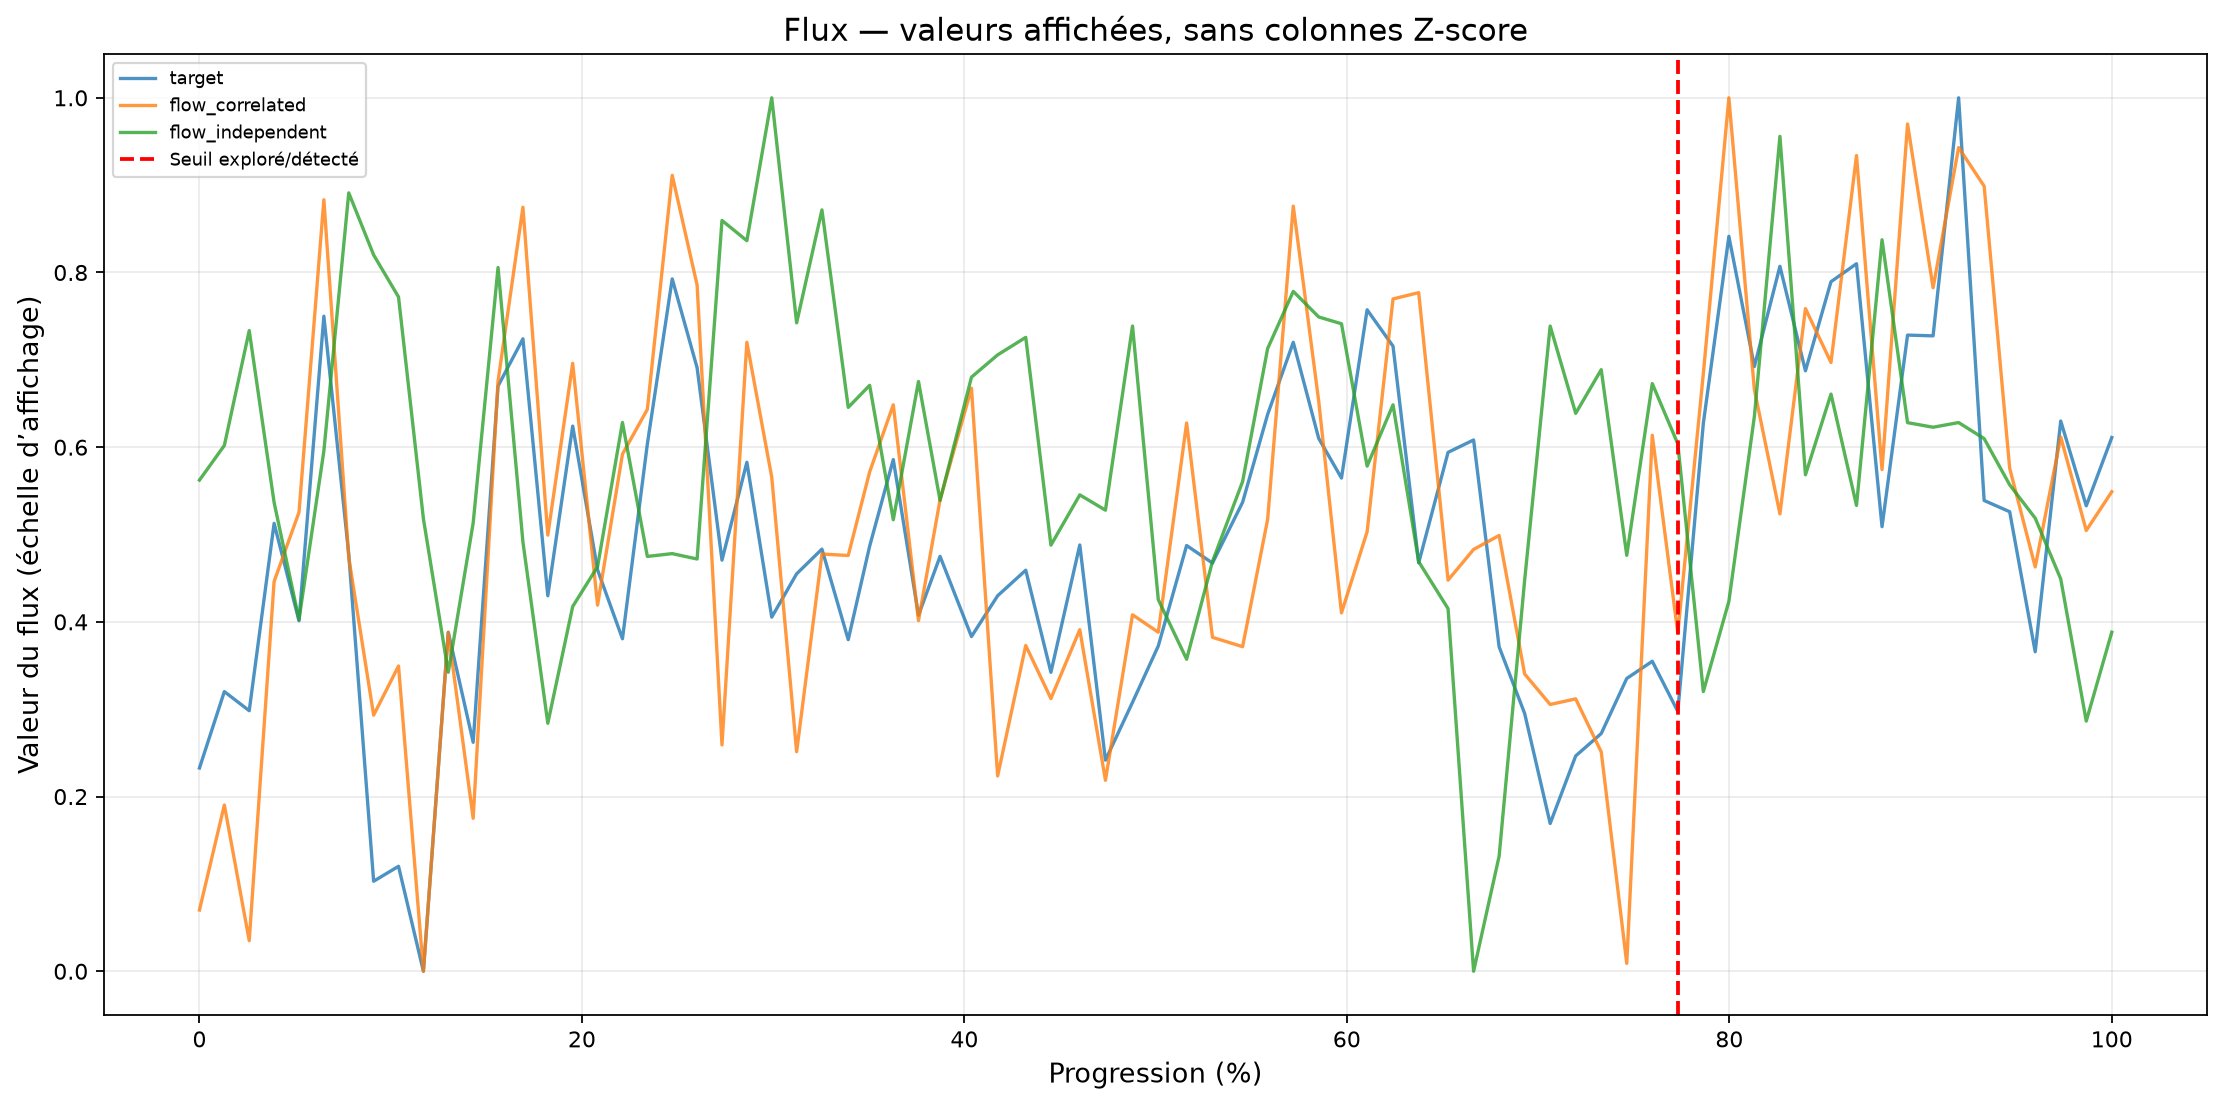 Flux — valeurs affichées, sans colonnes Z-score
target
flow_correlated
flow_independent
Seuil exploré/détecté
Valeur du flux (échelle d’affichage)
1.0
0.8
0.6
0.4
0.2
0.0
0 20 40 60 80 100
Progression (%)